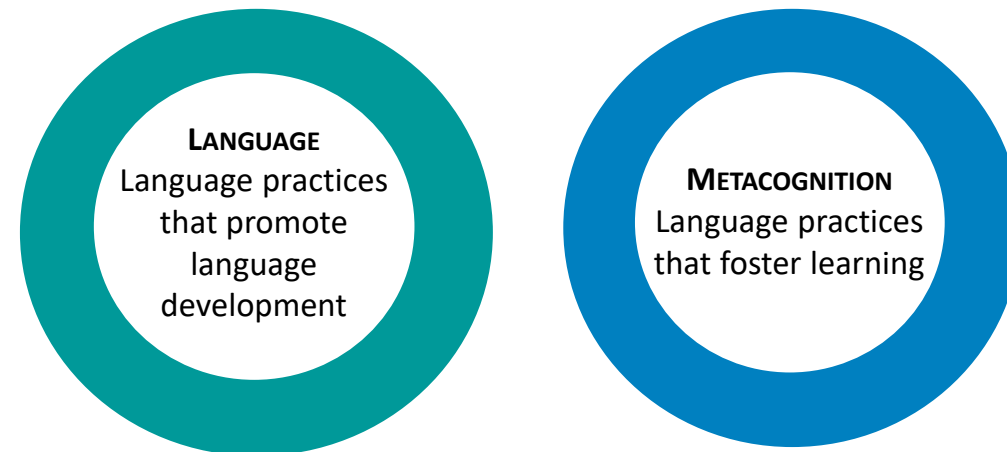 LANGUAGE
Language practices
that promote
language
development
METACOGNITION
Language practices
that foster learning